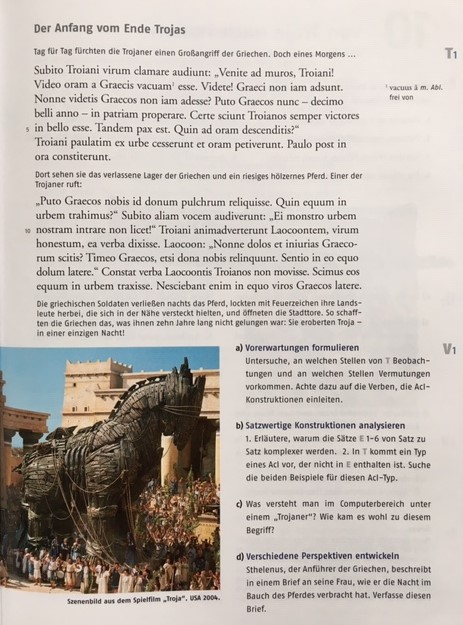 Der Anfang vom Ende Trojas
Tag für Tag fürchten die Trojaner einen Großangriff der Griechen. Doch eines Morgens ...
T1
Subito Troiani virum clamare audiunt: „Venite ad muros, Troiani!
Video oram a Graecis vacuam¹ esse. Videte! Graeci non iam adsunt.
Nonne videtis Graecos non iam adesse? Puto Graecos nunc – decimo
belli anno – in patriam properare. Certe sciunt Troianos semper victores
5 in bello esse. Tandem pax est. Quin ad oram descenditis?“
Troiani paulatim ex urbe cesserunt et oram petiverunt. Paulo post in
ora constiterunt.
¹ vacuus ā m. Abl.
frei von
Dort sehen sie das verlassene Lager der Griechen und ein riesiges hölzernes Pferd. Einer der
Trojaner ruft:
„Puto Graecos nobis id donum pulchrum reliquisse. Quin equum in
urbem trahimus?“ Subito aliam vocem audiverunt: „Ei monstro urbem
10 nostram intrare non licet!“ Troiani animadverterunt Laocoontem, virum
honestum, ea verba dixisse. Laocoon: „Nonne dolos et iniurias Graeco-
rum scitis? Timeo Graecos, etsi dona nobis relinquunt. Sentio in eo equo
dolum latere.“ Constat verba Laocoontis Troianos non movisse. Scimus eos
equum in urbem traxisse. Nesciebant enim in equo viros Graecos latere.
Die griechischen Soldaten verließen nachts das Pferd, lockten mit Feuerzeichen ihre Lands-
leute herbei, die sich in der Nähe versteckt hielten, und öffneten die Stadttore. So schaff-
ten die Griechen das, was ihnen zehn Jahre lang nicht gelungen war: Sie eroberten Troja –
in einer einzigen Nacht!
Szenenbild aus dem Spielfilm „Troja“. USA 2004.
V1
a) Vorerwartungen formulieren
Untersuche, an welchen Stellen von T Beobach-
tungen und an welchen Stellen Vermutungen
vorkommen. Achte dazu auf die Verben, die AcI-
Konstruktionen einleiten.
b) Satzwertige Konstruktionen analysieren
1. Erläutere, warum die Sätze E 1-6 von Satz zu
Satz komplexer werden. 2. In T kommt ein Typ
eines AcI vor, der nicht in E enthalten ist. Suche
die beiden Beispiele für diesen AcI-Typ.
c) Was versteht man im Computerbereich unter
einem „Trojaner“? Wie kam es wohl zu diesem
Begriff?
d) Verschiedene Perspektiven entwickeln
Sthelenus, der Anführer der Griechen, beschreibt
in einem Brief an seine Frau, wie er die Nacht im
Bauch des Pferdes verbracht hat. Verfasse diesen
Brief.